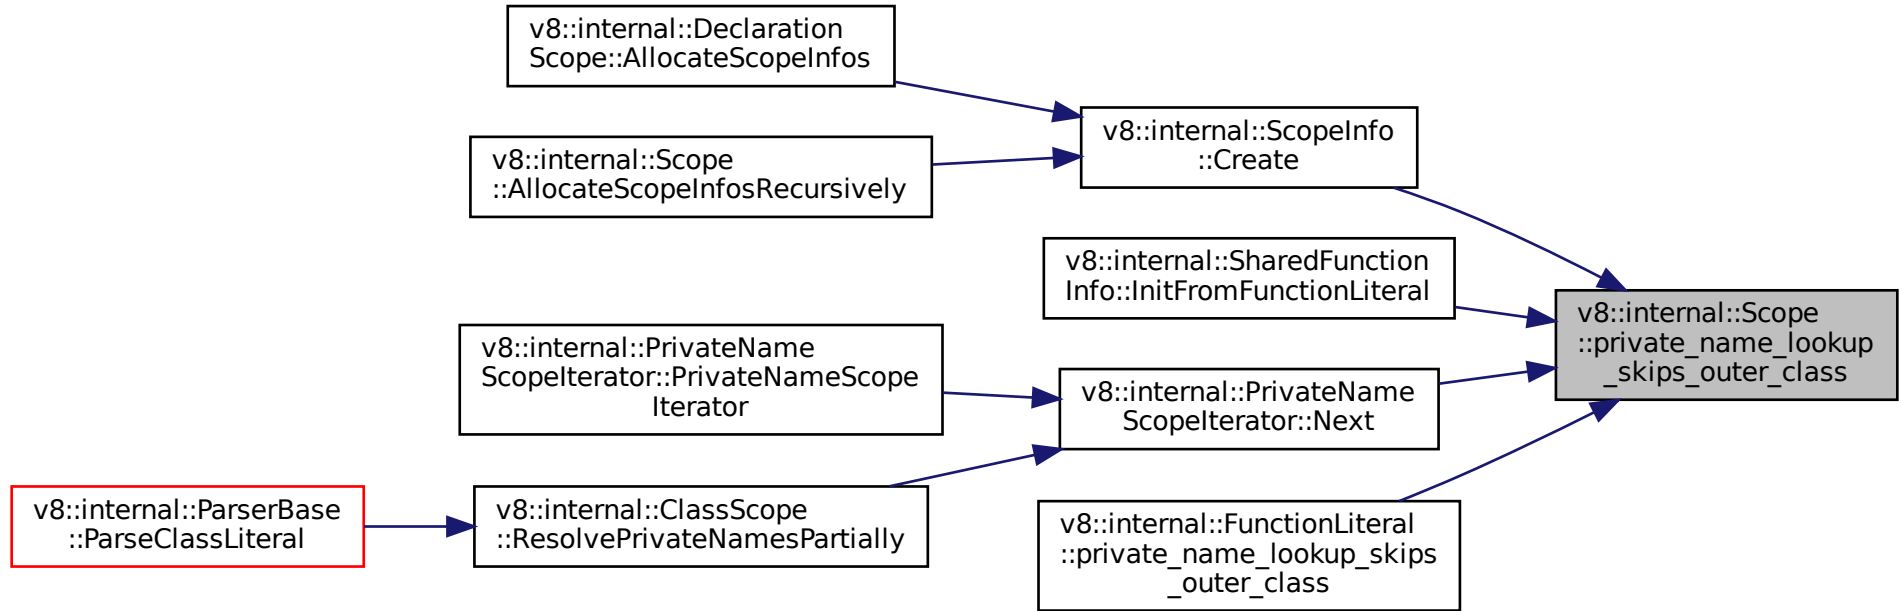 v8::internal::Declaration
Scope::AllocateScopeInfos
v8::internal::ScopeInfo
::Create
v8::internal::Scope
::AllocateScopeInfosRecursively
v8::internal::SharedFunction
Info::InitFromFunctionLiteral
v8::internal::Scope
::private_name_lookup
_skips_outer_class
v8::internal::PrivateName
ScopeIterator::PrivateNameScope
Iterator
v8::internal::PrivateName
ScopeIterator::Next
v8::internal::ParserBase
::ParseClassLiteral
v8::internal::ClassScope
::ResolvePrivateNamesPartially
v8::internal::FunctionLiteral
::private_name_lookup_skips
_outer_class